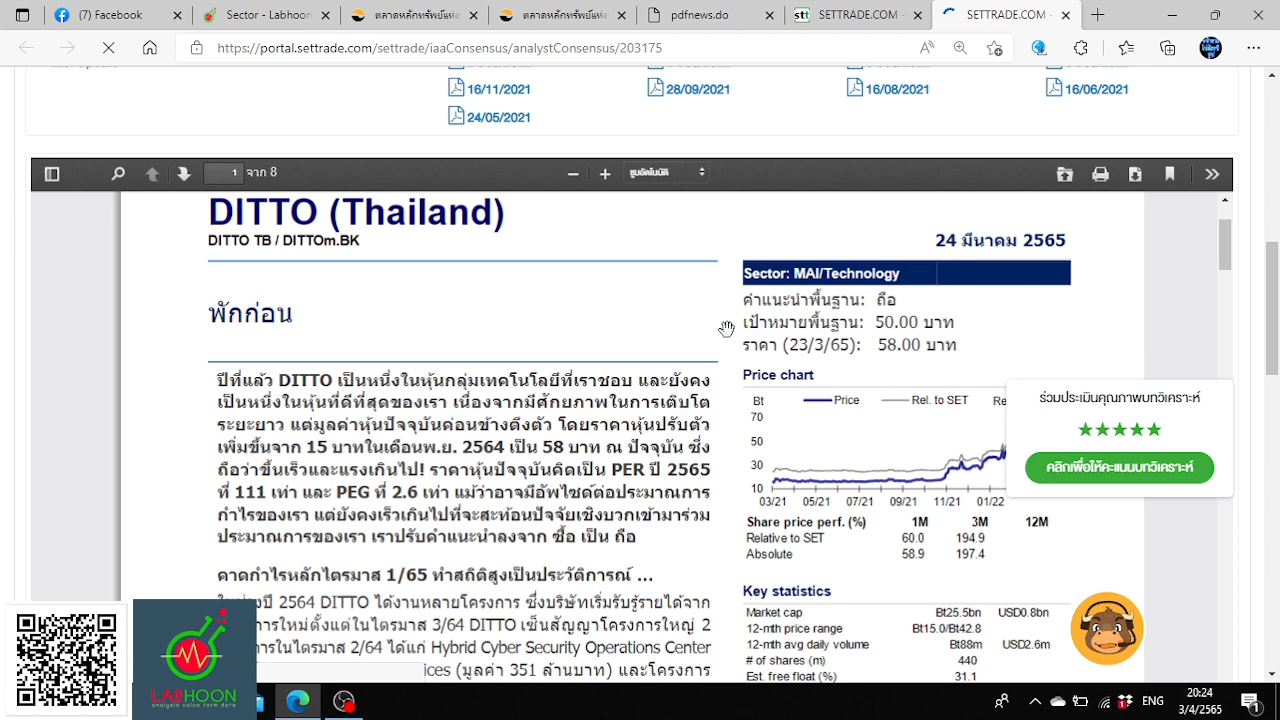 SETTRADE.COM -
SETTRADE.COM -
https://portal.settrade.com/settrade/iaaConsensus/analystConsensus/203175
16/11/2021
28/09/2021
16/08/2021
16/06/2021
24/05/2021
1 จาก 8
ซูมอัตโนมัติ
DITTO (Thailand)
DITTO TB / DITTOm.BK
24 มีนาคม 2565
พักก่อน
ปีที่แล้ว DITTO เป็นหนึ่งในหุ้นกลุ่มเทคโนโลยีที่เราชอบ และยังคง
เป็นหนึ่งในหุ้นที่ดีที่สุดของเรา เนื่องจากมีศักยภาพในการเติบโต
ระยะยาว แต่มูลค่าหุ้นปัจจุบันค่อนข้างตึงตัว โดยราคาหุ้นปรับตัว
เพิ่มขึ้นจาก 15 บาทในเดือนพ.ย. 2564 เป็น 58 บาท ณ ปัจจุบัน ซึ่ง
ถือว่าขึ้นเร็วและแรงเกินไป! ราคาหุ้นปัจจุบันคิดเป็น PER ปี 2565
ที่ 111 เท่า และ PEG ที่ 2.6 เท่า แม้ว่าอาจมีอัพไซด์ต่อประมาณการ
กำไรของเรา แต่ยังคงเร็วเกินไปที่จะสะท้อนปัจจัยเชิงบวกเข้ามาร่วม
ประมาณการของเรา เราปรับคำแนะนำลงจาก ซื้อ เป็น ถือ
คาดกำไรหลักไตรมาส 1/65 ทำสถิติสูงเป็นประวัติการณ์ ...
ปี 2564 DITTO ได้งานหลายโครงการ ซึ่งบริษัทเริ่มรับรู้รายได้จาก
การใหม่ตั้งแต่ในไตรมาส 3/64 DITTO เซ็นสัญญาโครงการใหญ่ 2
การในไตรมาส 2/64 ได้แก่ Hybrid Cyber Security Operations Center
ices (มูลค่า 351 ล้านบาท) และโครงการ
Sector: MAI/Technology
คำแนะนำพื้นฐาน: ถือ
เป้าหมายพื้นฐาน: 50.00 บาท
ราคา (23/3/65): 58.00 บาท
Price chart
Bt Price Rel. to SET Re
70
50
30
10
03/21 05/21 07/21 09/21 11/21 01/22
Share price perf. (%) 1M 3M 12M
Relative to SET 60.0 194.9
Absolute 58.9 197.4
Key statistics
Market cap Bt25.5bn USD0.8bn
12-mth price range Bt15.0/Bt42.8
12-mth avg daily volume Bt88m USD2.6m
# of shares (m) 440
Est. free float (%) 31.1
ร่วมประเมินคุณภาพบทวิเคราะห์
คลิกเพื่อให้คะแนนบทวิเคราะห์
LABHOON
analysis value form data
ENG
20:24
3/4/2565